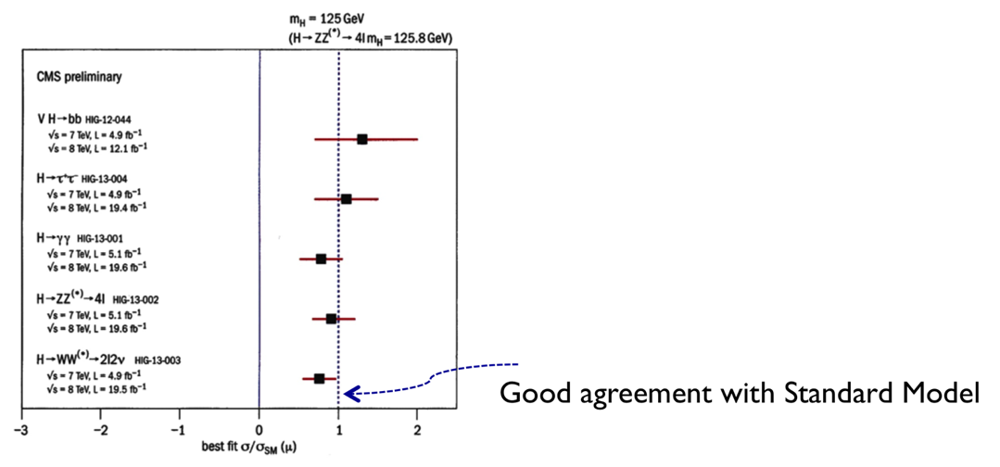 m_H = 125 GeV
(H→ZZ^(*)→4l m_H = 125.8 GeV)
CMS preliminary
V H→bb HIG-12-044
√s = 7 TeV, L = 4.9 fb⁻¹
√s = 8 TeV, L = 12.1 fb⁻¹
H→τ⁺τ⁻ HIG-13-004
√s = 7 TeV, L = 4.9 fb⁻¹
√s = 8 TeV, L = 19.4 fb⁻¹
H→γγ HIG-13-001
√s = 7 TeV, L = 5.1 fb⁻¹
√s = 8 TeV, L = 19.6 fb⁻¹
H→ZZ^(*)→4l HIG-13-002
√s = 7 TeV, L = 5.1 fb⁻¹
√s = 8 TeV, L = 19.6 fb⁻¹
H→WW^(*)→2l2ν HIG-13-003
√s = 7 TeV, L = 4.9 fb⁻¹
√s = 8 TeV, L = 19.5 fb⁻¹
Good agreement with Standard Model
−3 −2 −1 0 1 2
best fit σ/σ_SM (μ)